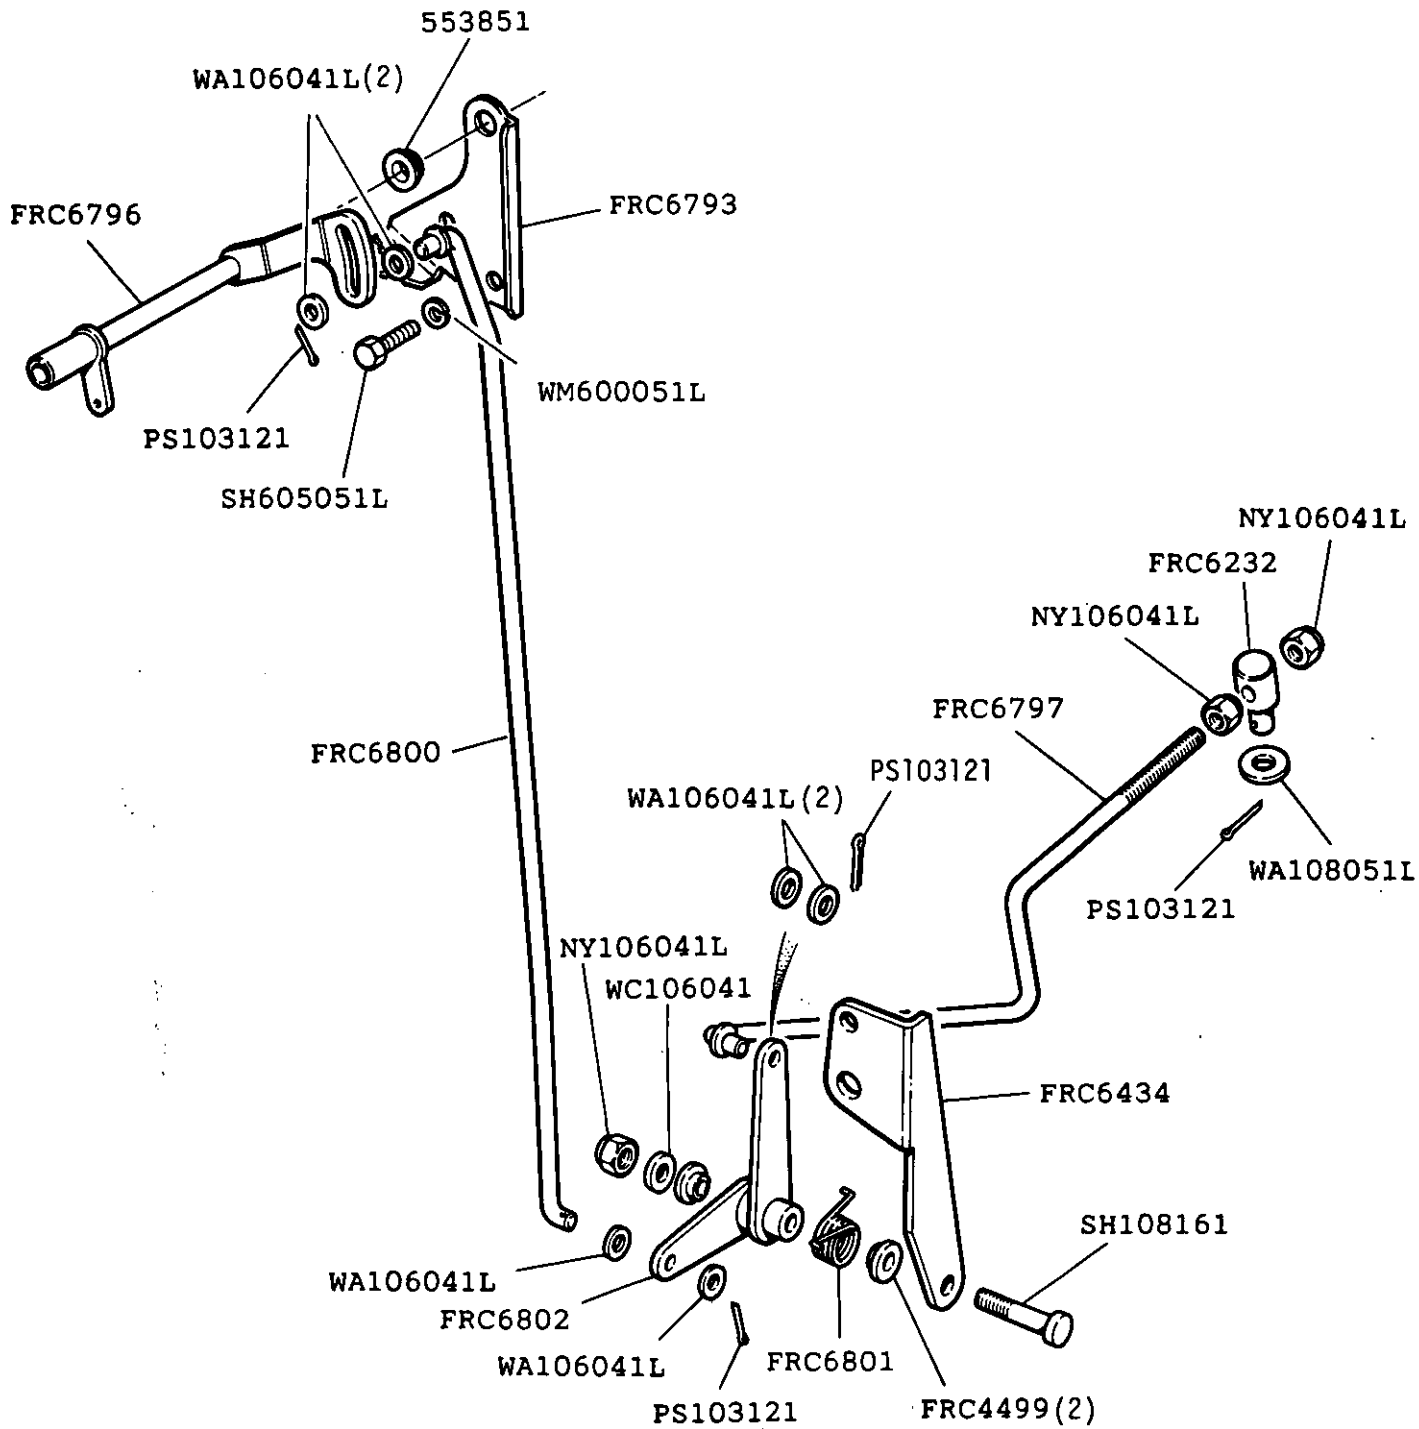 553851
WA106041L(2)
FRC6796
FRC6793
WM600051L
PS103121
SH605051L
NY106041L
FRC6232
NY106041L
FRC6797
FRC6800
PS103121
WA106041L(2)
WA108051L
PS103121
NY106041L
WC106041
FRC6434
SH108161
WA106041L
FRC6802
WA106041L
FRC6801
PS103121
FRC4499(2)